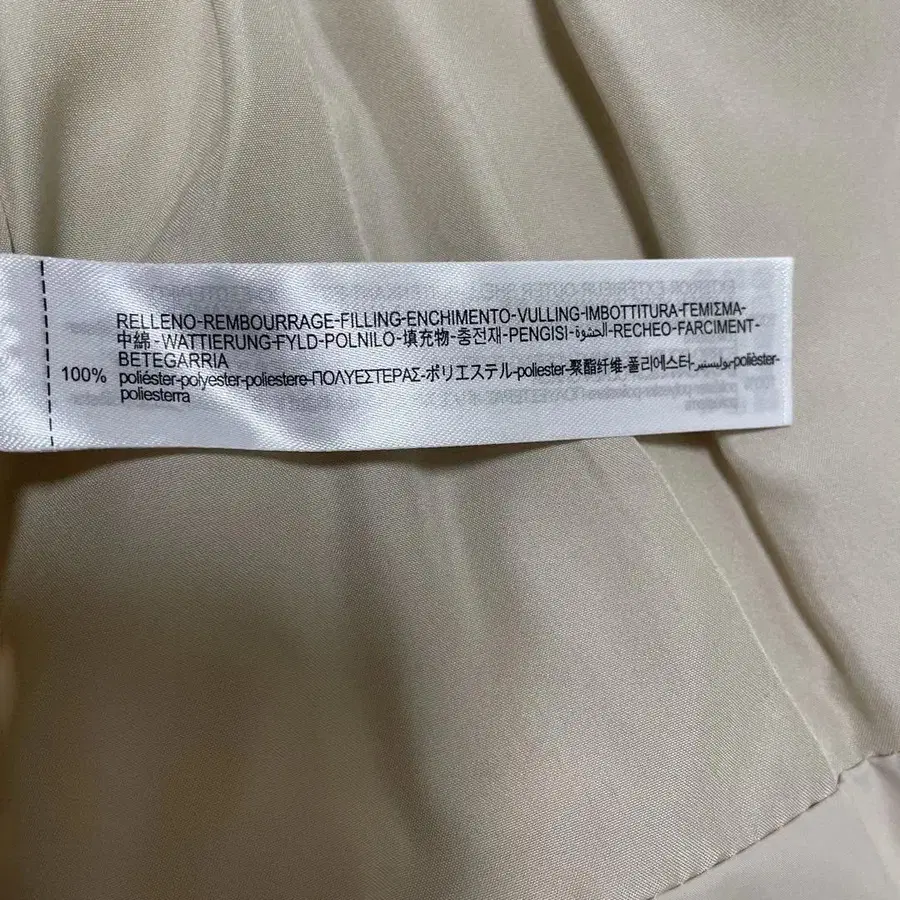 RELLENO-REMBOURRAGE-FILLING-ENCHIMENTO-VULLING-IMBOTTITURA-ΓΕΜΙΣΜΑ-
中綿-WATTIERUNG-FYLD-POLNILO-填充物-충전재-PENGISI-الحشوة-RECHEO-FARCIMENT-
BETEGARRIA
100% poliéster-polyester-poliestere-ΠΟΛΥΕΣΤΕΡΑΣ-ポリエステル-poliester-聚酯纤维-폴리에스터-بوليستر-polièster-
poliesterra